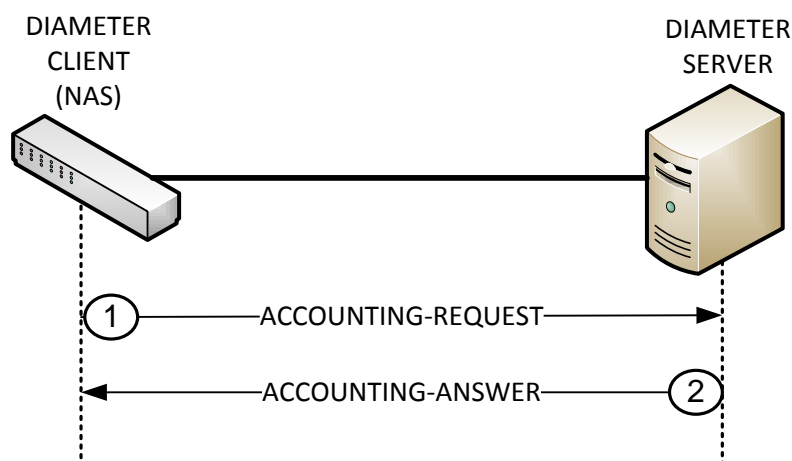 DIAMETER
CLIENT
(NAS)
DIAMETER
SERVER
1 ACCOUNTING-REQUEST
ACCOUNTING-ANSWER 2